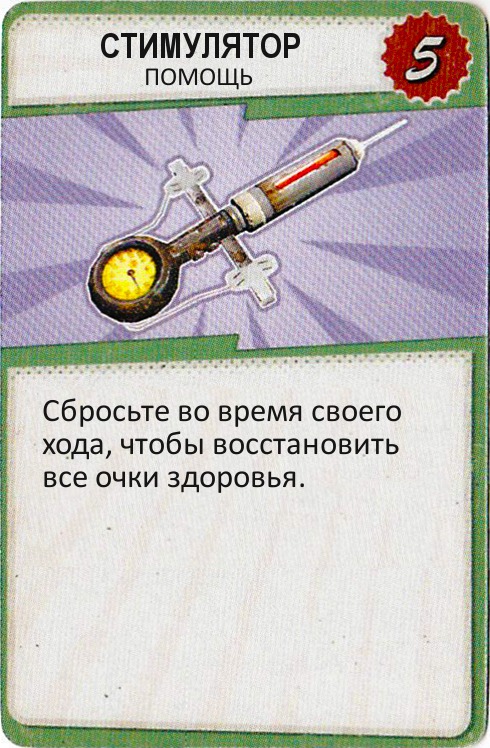 СТИМУЛЯТОР
ПОМОЩЬ
5
Сбросьте во время своего
хода, чтобы восстановить
все очки здоровья.